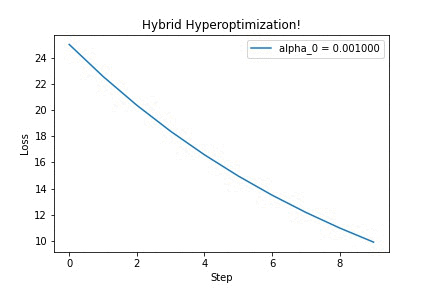 Hybrid Hyperoptimization!
alpha_0 = 0.001000
24
22
20
18
16
14
12
10
Loss
0 2 4 6 8
Step